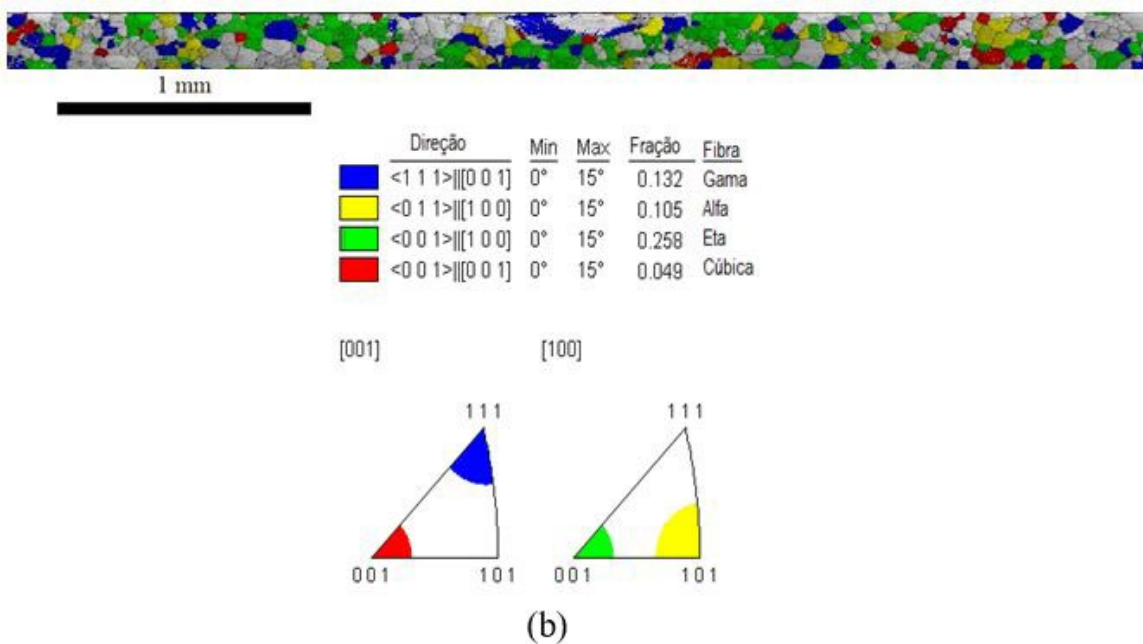 1 mm
Direção Min Max Fração Fibra
<1 1 1>||[0 0 1] 0° 15° 0.132 Gama
<0 1 1>||[1 0 0] 0° 15° 0.105 Alfa
<0 0 1>||[1 0 0] 0° 15° 0.258 Eta
<0 0 1>||[0 0 1] 0° 15° 0.049 Cúbica
[001] [100]
1 1 1 1 1 1
0 0 1 1 0 1 0 0 1 1 0 1
(b)